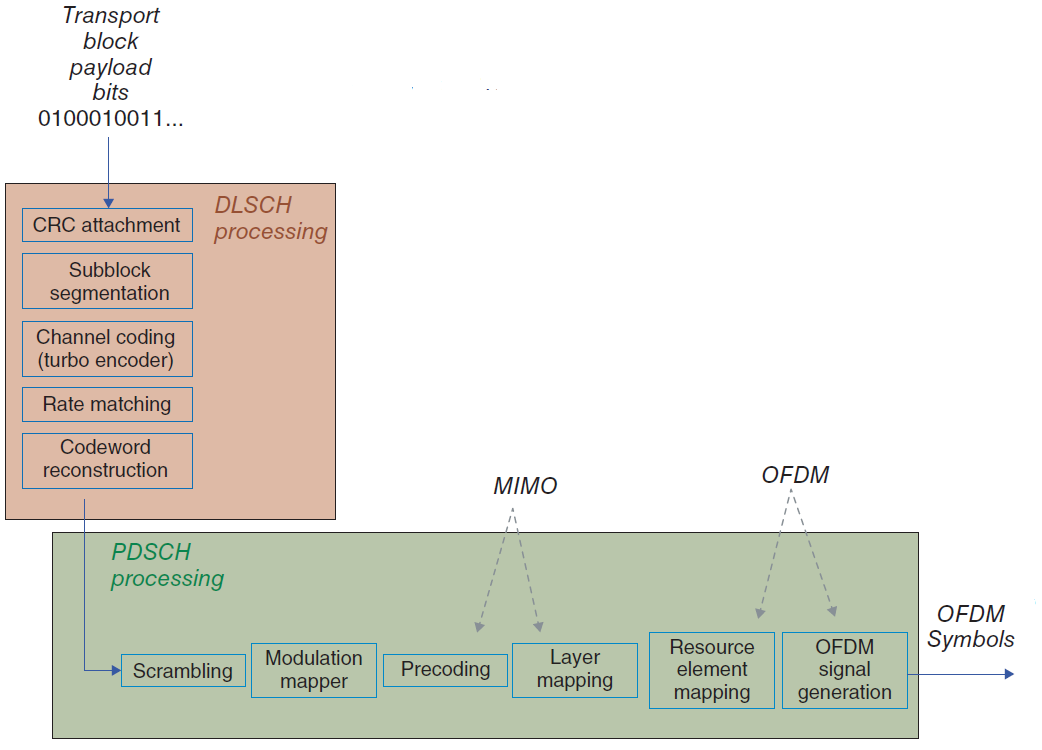 Transport
block
payload
bits
0100010011...
DLSCH
processing
CRC attachment
Subblock
segmentation
Channel coding
(turbo encoder)
Rate matching
Codeword
reconstruction
MIMO
OFDM
PDSCH
processing
Scrambling
Modulation
mapper
Precoding
Layer
mapping
Resource
element
mapping
OFDM
signal
generation
OFDM
Symbols